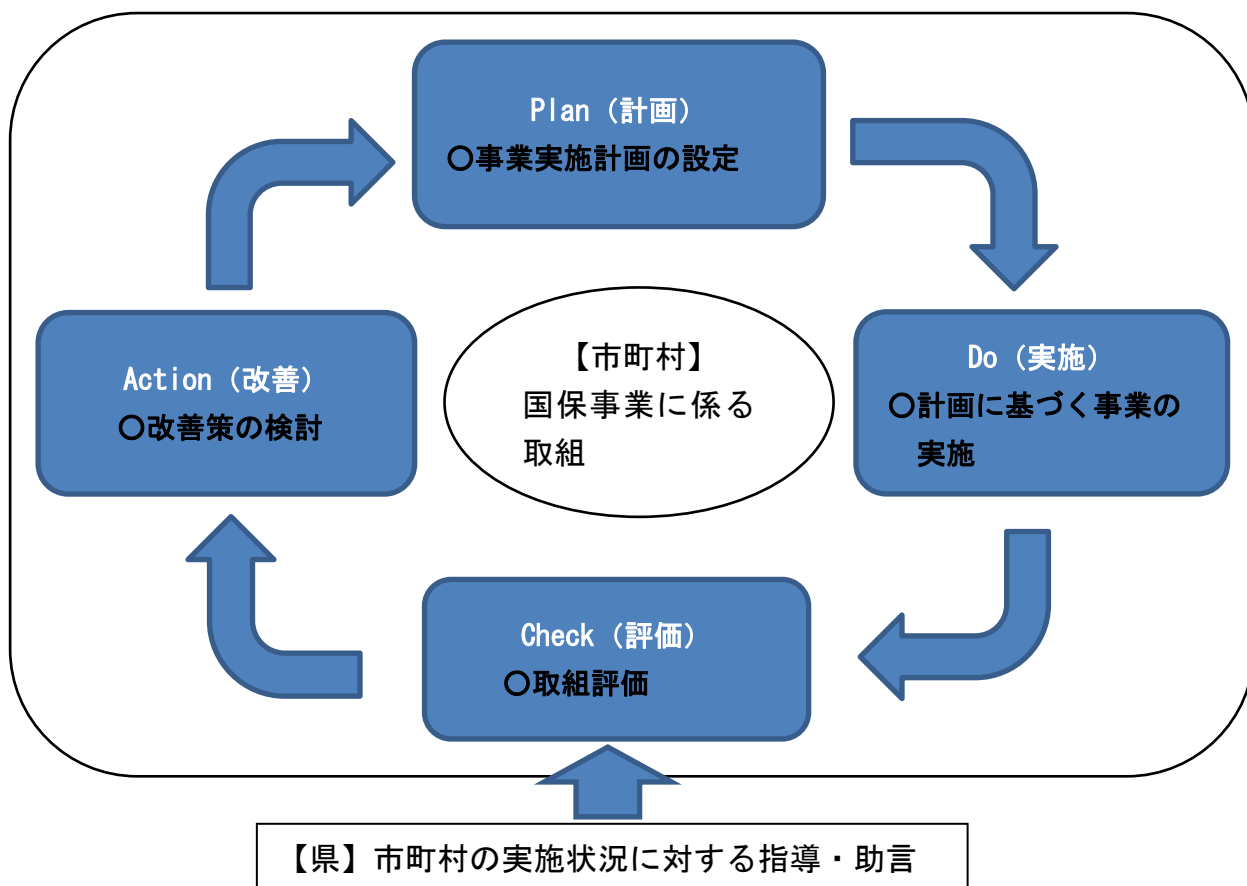 Plan（計画）
○事業実施計画の設定
Action（改善）
○改善策の検討
【市町村】
国保事業に係る
取組
Do（実施）
○計画に基づく事業の
実施
Check（評価）
○取組評価
【県】市町村の実施状況に対する指導・助言